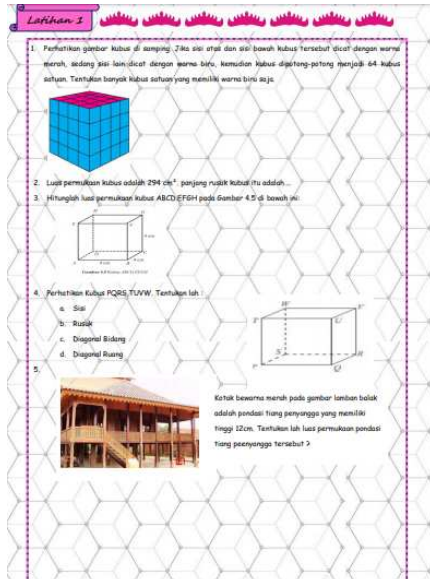 Latihan 1
1. Perhatikan gambar kubus di samping. Jika sisi atas dan sisi bawah kubus tersebut dicat dengan warna
merah, sedang sisi lain dicat dengan warna biru, kemudian kubus dipotong-potong menjadi 64 kubus
satuan. Tentukan banyak kubus satuan yang memiliki warna biru saja.
2. Luas permukaan kubus adalah 294 cm². panjang rusuk kubus itu adalah ...
3. Hitunglah luas permukaan kubus ABCD.EFGH pada Gambar 4.5 di bawah ini:
4. Perhatikan Kubus PQRS.TUVW. Tentukan lah :
a. Sisi
b. Rusuk
c. Diagonal Bidang
d. Diagonal Ruang
W
V
T
U
S
R
P
Q
5.
Kotak bewarna merah pada gambar lamban balak
adalah pondasi tiang penyangga yang memiliki
tinggi 12cm. Tentukan lah luas permukaan pondasi
tiang peenyangga tersebut ?